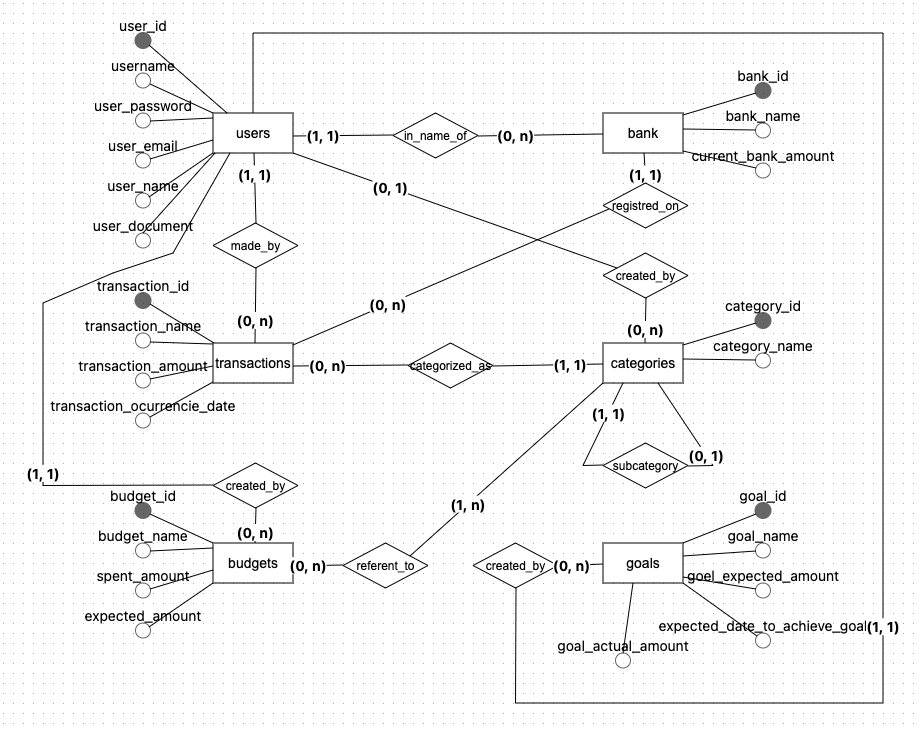 user_id
username
user_password
user_email
user_name
user_document
users
(1, 1)
in_name_of
(0, n)
bank
bank_id
bank_name
current_bank_amount
(1, 1)
(0, 1)
(1, 1)
registred_on
made_by
created_by
transaction_id
transaction_name
transaction_amount
transaction_ocurrencie_date
(0, n)
(0, n)
(0, n)
category_id
category_name
transactions
(0, n)
categorized_as
(1, 1)
categories
(1, 1)
(0, 1)
subcategory
(1, 1)
created_by
(1, n)
budget_id
budget_name
spent_amount
expected_amount
(0, n)
budgets
(0, n)
referent_to
created_by
(0, n)
goals
goal_id
goal_name
goel_expected_amount
expected_date_to_achieve_goal
(1, 1)
goal_actual_amount